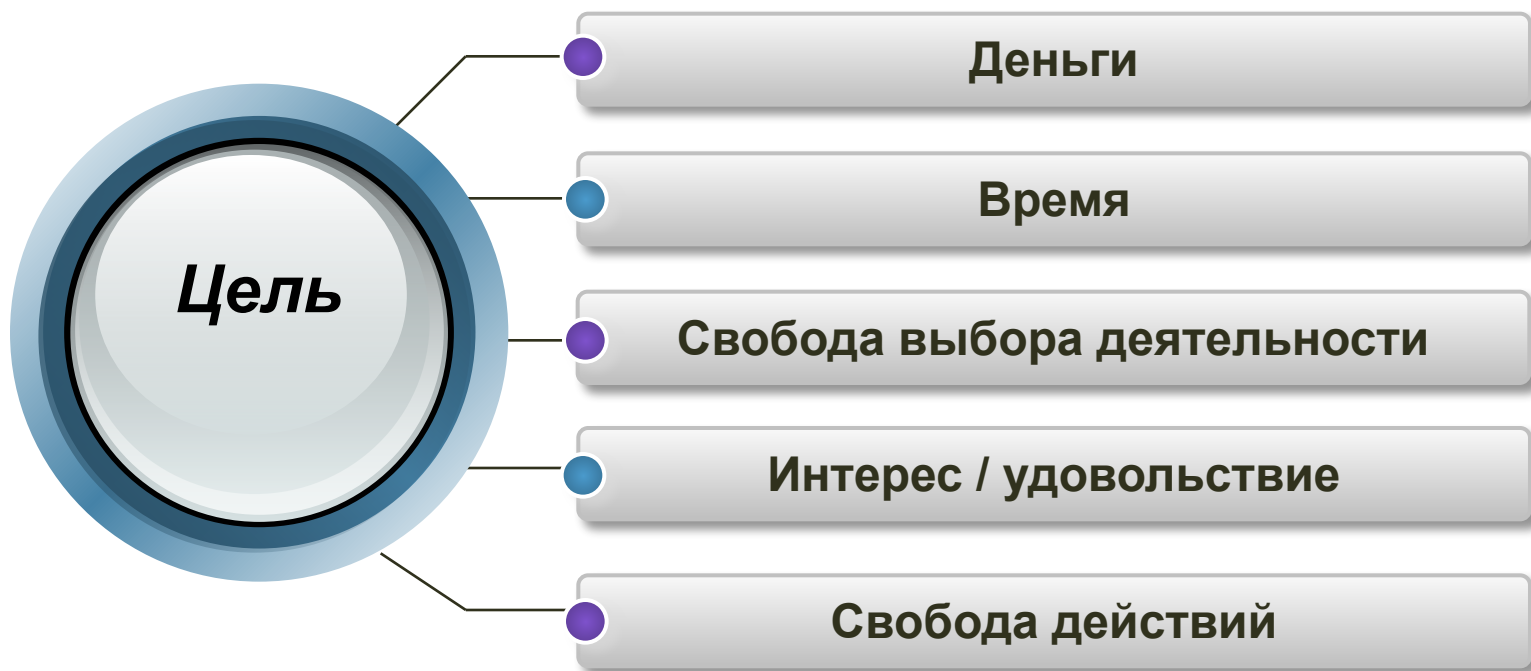 Цель
Деньги
Время
Свобода выбора деятельности
Интерес / удовольствие
Свобода действий